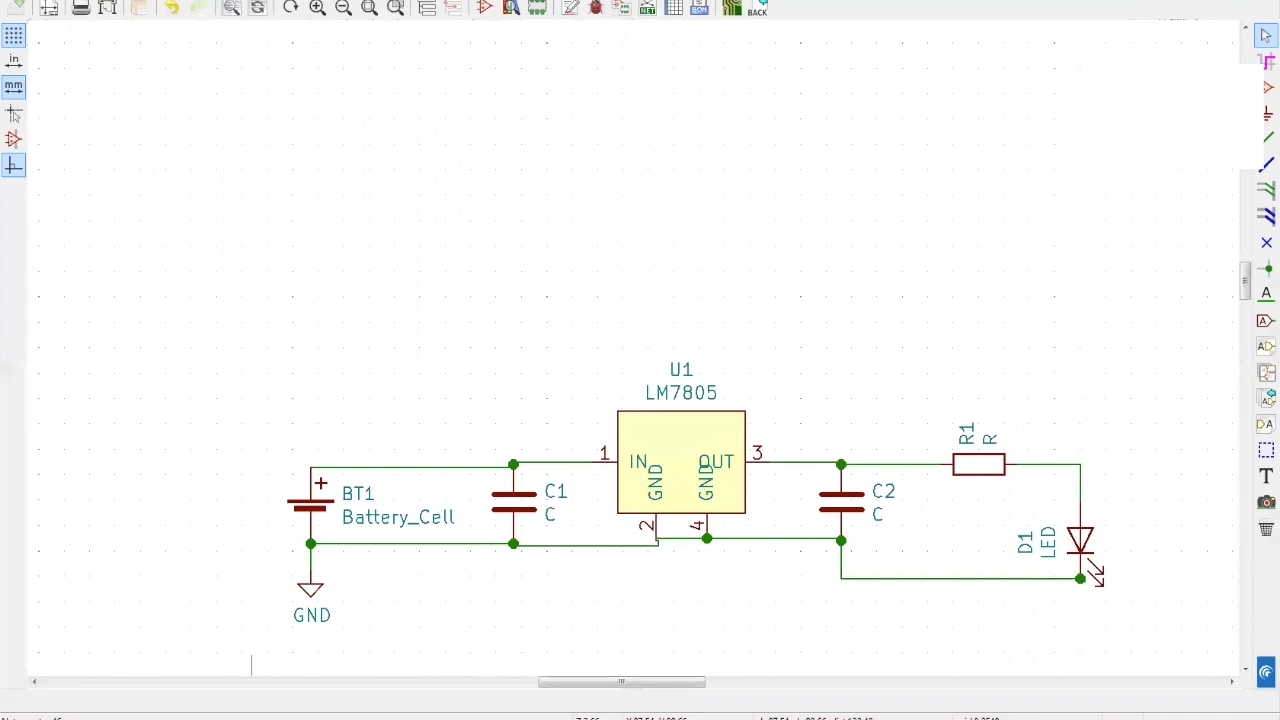 BACK
in
mm
U1
LM7805
1
IN
OUT
3
GND
GND
2
4
+
BT1
Battery_Cell
C1
C
C2
C
R1
R
D1
LED
GND
A
T